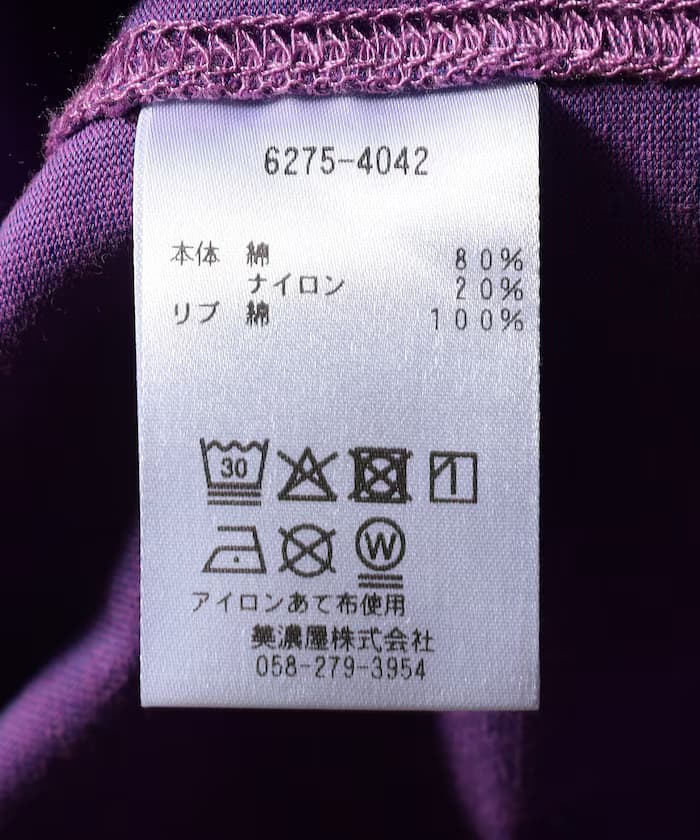 6275-4042
本体 綿 80%
ナイロン 20%
リブ 綿 100%
30
W
アイロンあて布使用
美濃屋株式会社
058-279-3954